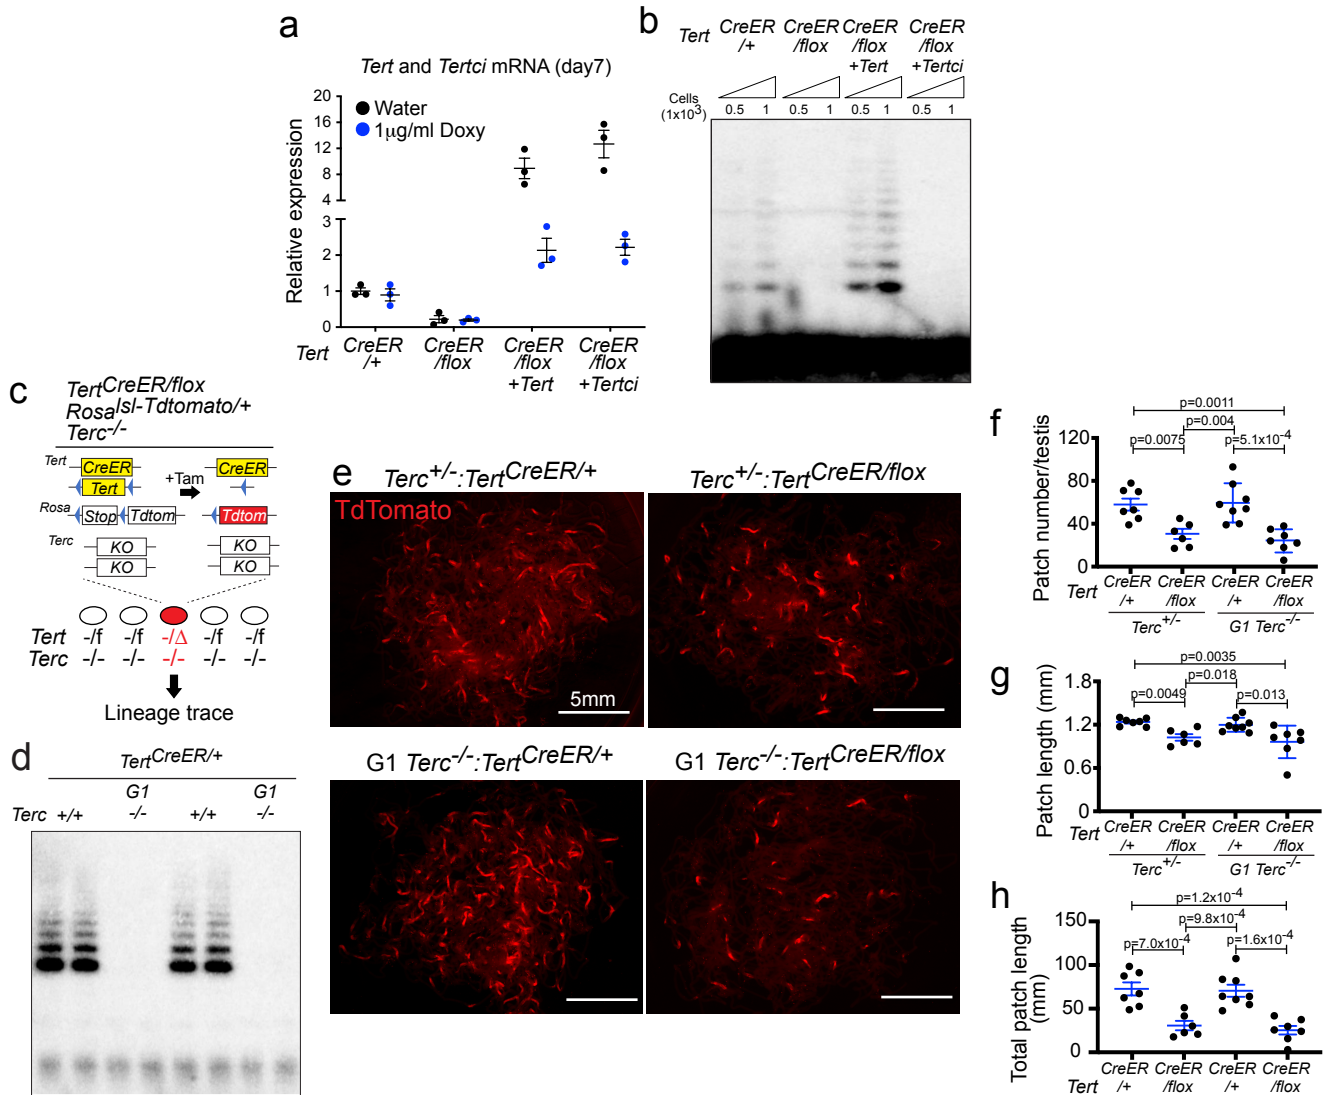 a
Tert and Tertci mRNA (day7)
Water
1μg/ml Doxy
Relative expression
20
16
12
8
4
3
2
1
0
Tert
CreER /+
CreER /flox
CreER /flox +Tert
CreER /flox +Tertci
b
Tert
CreER /+
CreER /flox
CreER /flox +Tert
CreER /flox +Tertci
Cells (1x10³)
0.5 1 0.5 1 0.5 1 0.5 1
c
TertCreER/flox
Rosalsl-Tdtomato/+
Terc-/-
Tert
CreER
Tert
+Tam
CreER
Rosa
Stop
Tdtom
Tdtom
Terc
KO
KO
KO
KO
Tert -/f -/f -/Δ -/f -/f
Terc -/- -/- -/- -/- -/-
Lineage trace
d
TertCreER/+
G1 G1
Terc +/+ -/- +/+ -/-
e
Terc+/-:TertCreER/+
Terc+/-:TertCreER/flox
TdTomato
5mm
G1 Terc-/-:TertCreER/+
G1 Terc-/-:TertCreER/flox
f
p=0.0011
p=0.004
p=0.0075
p=5.1x10-4
Patch number/testis
120
80
40
0
Tert
CreER /+
CreER /flox
CreER /+
CreER /flox
Terc+/-
G1 Terc-/-
g
p=0.0035
p=0.018
p=0.0049
p=0.013
Patch length (mm)
1.8
1.2
0.6
0
Tert
CreER /+
CreER /flox
CreER /+
CreER /flox
Terc+/-
G1 Terc-/-
h
p=1.2x10-4
p=9.8x10-4
p=7.0x10-4
p=1.6x10-4
Total patch length (mm)
150
100
50
0
Tert
CreER /+
CreER /flox
CreER /+
CreER /flox